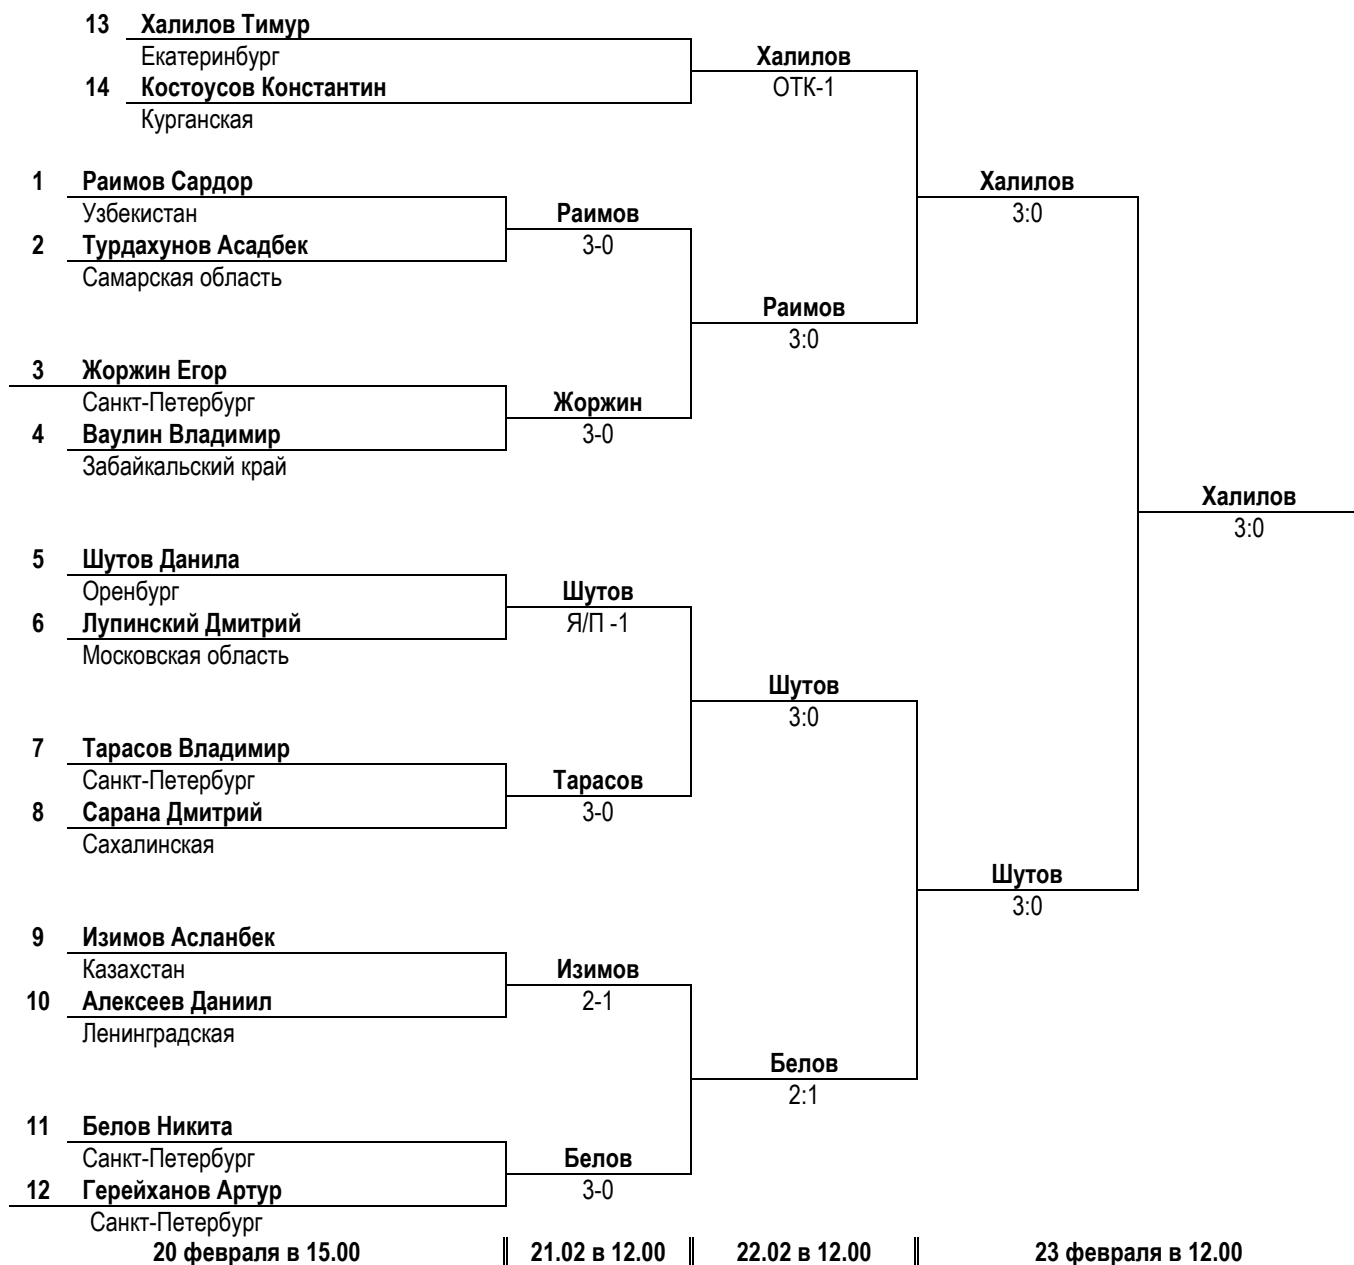 13 Халилов Тимур
Екатеринбург
Халилов
14 Костоусов Константин
ОТК-1
Курганская
1 Раимов Сардор
Халилов
Узбекистан
Раимов
3:0
2 Турдахунов Асадбек
3-0
Самарская область
Раимов
3:0
3 Жоржин Егор
Санкт-Петербург
Жоржин
4 Ваулин Владимир
3-0
Забайкальский край
Халилов
3:0
5 Шутов Данила
Оренбург
Шутов
6 Лупинский Дмитрий
Я/П -1
Московская область
Шутов
3:0
7 Тарасов Владимир
Санкт-Петербург
Тарасов
8 Сарана Дмитрий
3-0
Сахалинская
Шутов
3:0
9 Изимов Асланбек
Казахстан
Изимов
10 Алексеев Даниил
2-1
Ленинградская
Белов
2:1
11 Белов Никита
Санкт-Петербург
Белов
12 Герейханов Артур
3-0
Санкт-Петербург
20 февраля в 15.00 21.02 в 12.00 22.02 в 12.00 23 февраля в 12.00